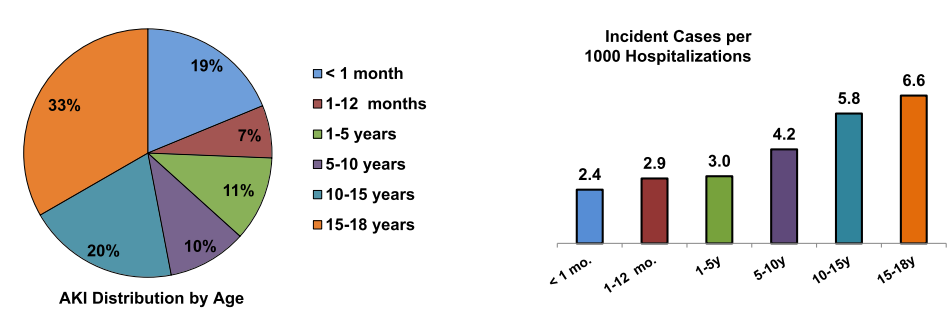 19%
7%
11%
10%
20%
33%
AKI Distribution by Age
< 1 month
1-12 months
1-5 years
5-10 years
10-15 years
15-18 years
Incident Cases per
1000 Hospitalizations
2.4
2.9
3.0
4.2
5.8
6.6
< 1 mo.
1-12 mo.
1-5y
5-10y
10-15y
15-18y